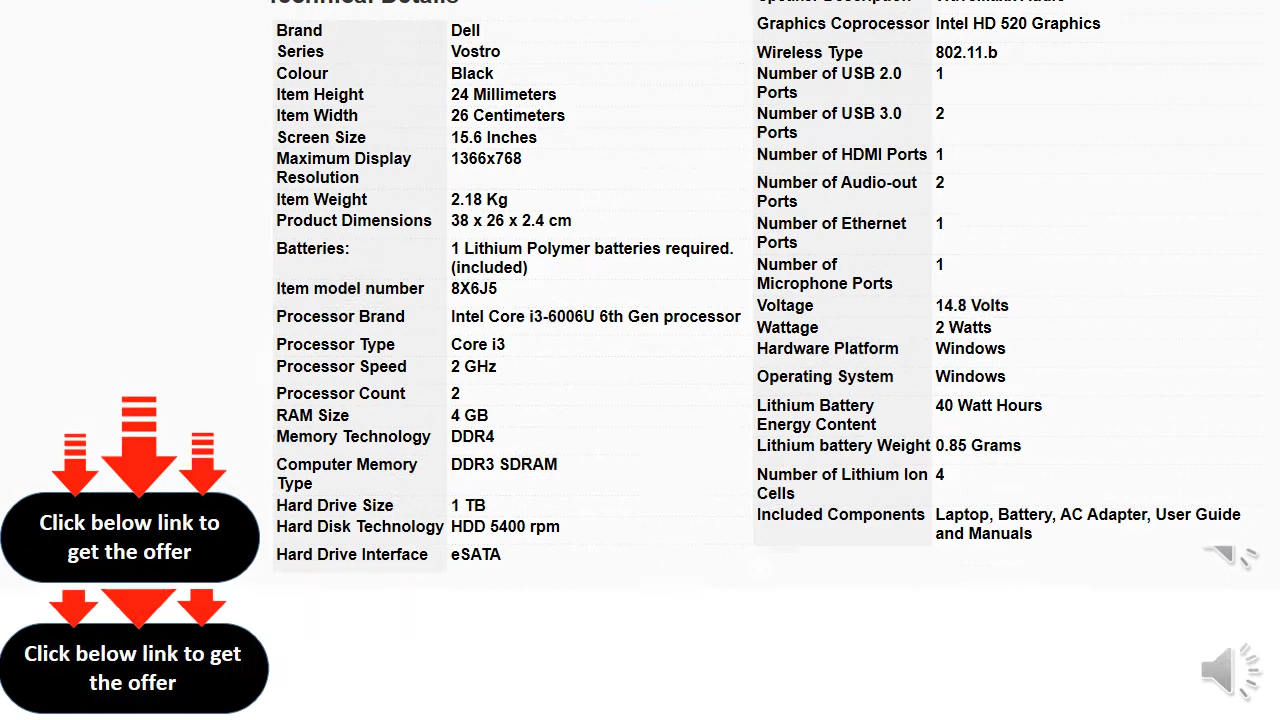 Brand Dell
Series Vostro
Colour Black
Item Height 24 Millimeters
Item Width 26 Centimeters
Screen Size 15.6 Inches
Maximum Display 1366x768
Resolution
Item Weight 2.18 Kg
Product Dimensions 38 x 26 x 2.4 cm
Batteries: 1 Lithium Polymer batteries required.
(included)
Item model number 8X6J5
Processor Brand Intel Core i3-6006U 6th Gen processor
Processor Type Core i3
Processor Speed 2 GHz
Processor Count 2
RAM Size 4 GB
Memory Technology DDR4
Computer Memory DDR3 SDRAM
Type
Hard Drive Size 1 TB
Hard Disk Technology HDD 5400 rpm
Hard Drive Interface eSATA
Graphics Coprocessor Intel HD 520 Graphics
Wireless Type 802.11.b
Number of USB 2.0 1
Ports
Number of USB 3.0 2
Ports
Number of HDMI Ports 1
Number of Audio-out 2
Ports
Number of Ethernet 1
Ports
Number of 1
Microphone Ports
Voltage 14.8 Volts
Wattage 2 Watts
Hardware Platform Windows
Operating System Windows
Lithium Battery 40 Watt Hours
Energy Content
Lithium battery Weight 0.85 Grams
Number of Lithium Ion 4
Cells
Included Components Laptop, Battery, AC Adapter, User Guide
and Manuals
Click below link to
get the offer
Click below link to get
the offer